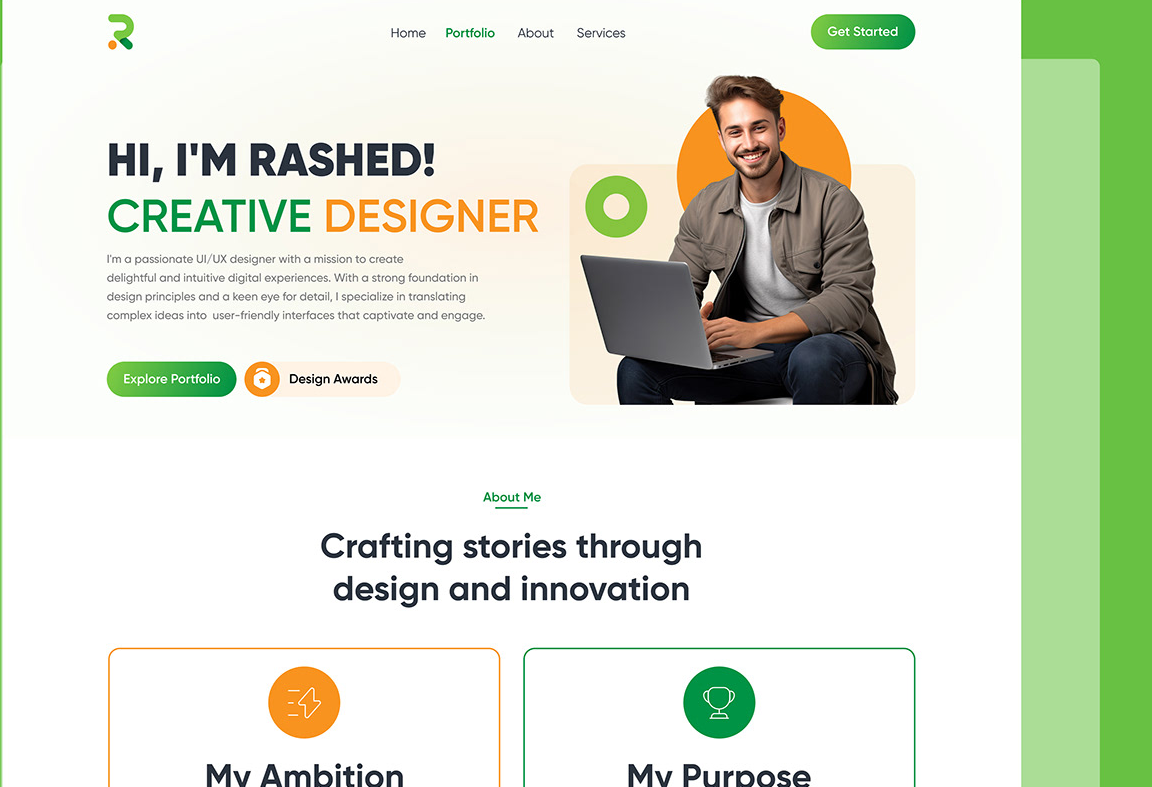 Home Portfolio About Services
Get Started
HI, I'M RASHED!
CREATIVE DESIGNER
I'm a passionate UI/UX designer with a mission to create
delightful and intuitive digital experiences. With a strong foundation in
design principles and a keen eye for detail, I specialize in translating
complex ideas into  user-friendly interfaces that captivate and engage.
Explore Portfolio
Design Awards
About Me
Crafting stories through
design and innovation
My Ambition
My Purpose